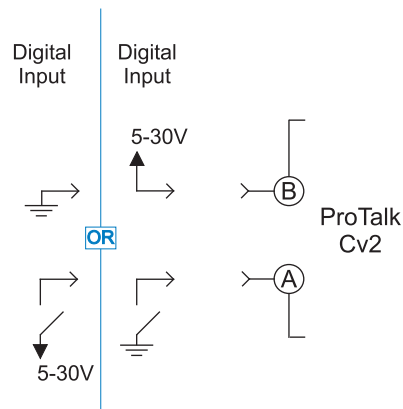 Digital
Input
Digital
Input
5-30V
B
ProTalk
Cv2
OR
A
5-30V